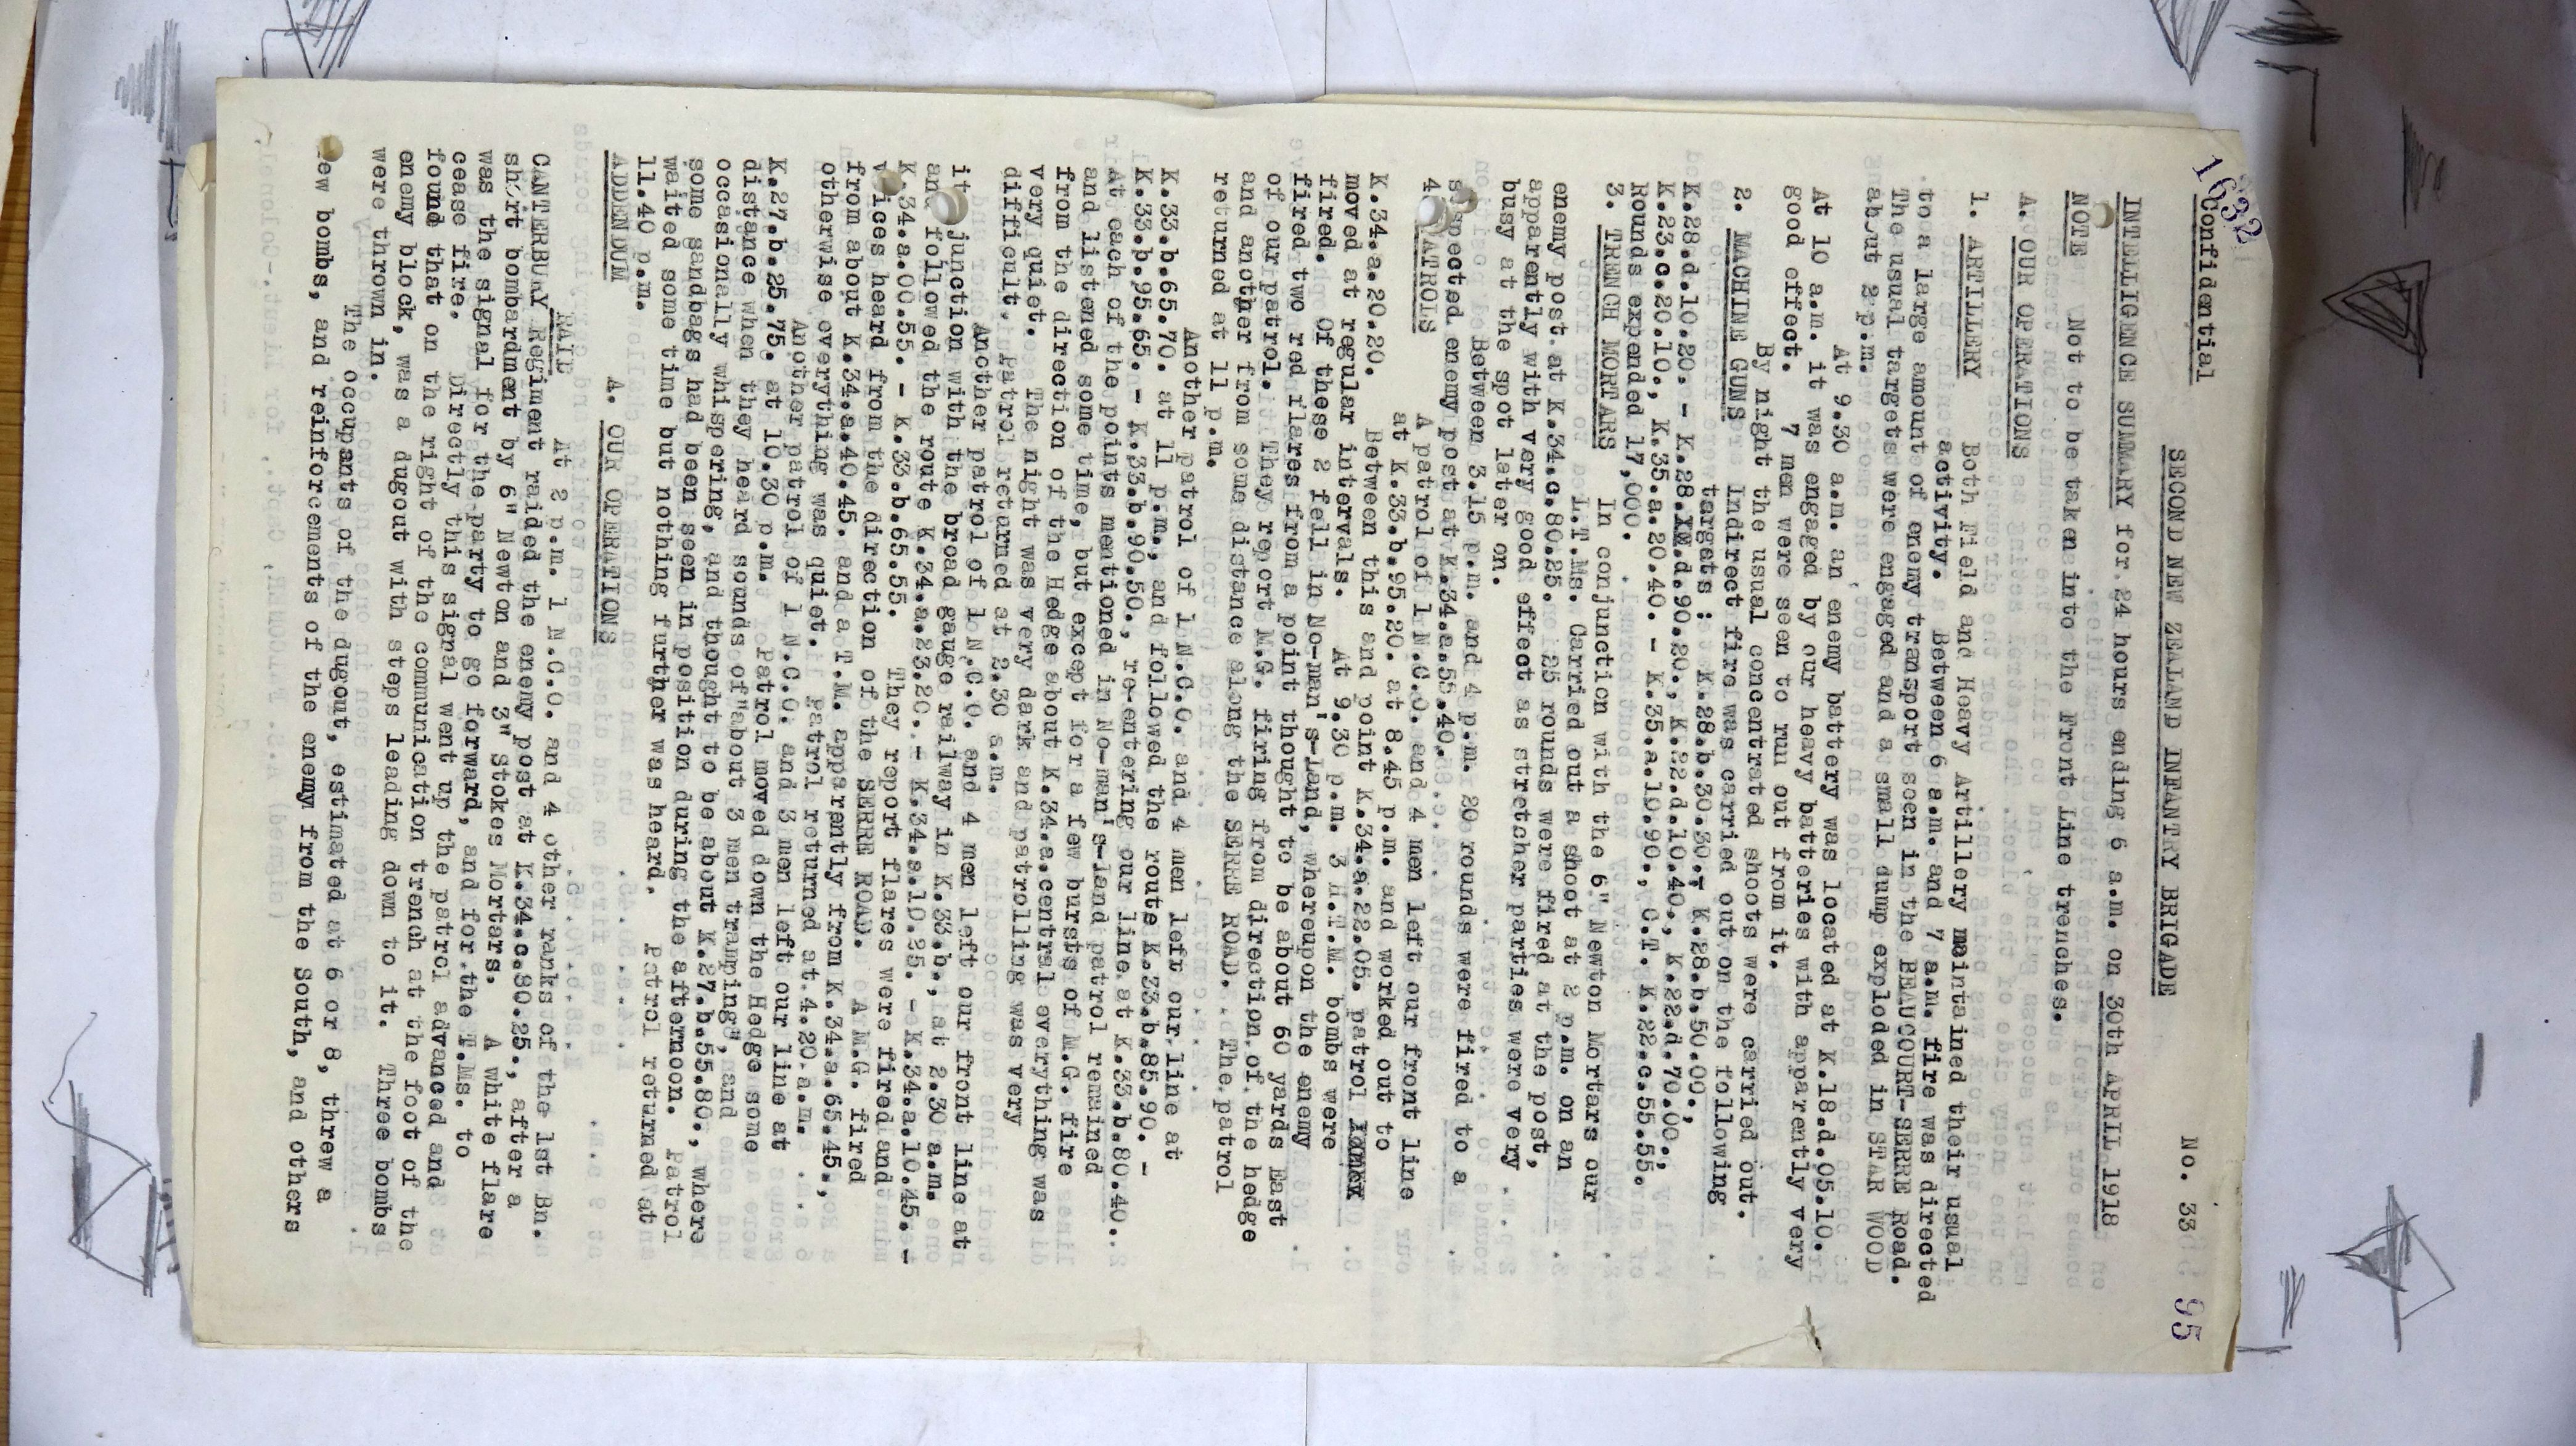 1632
Confidential
No. 33
95
SECOND NEW ZEALAND INFANTRY BRIGADE
INTELLIGENCE SUMMARY for 24 hours ending 6 a.m. on 30th APRIL 1918
NOTE Not to be taken into the Front Line trenches.
A. OUR OPERATIONS
1. ARTILLERY Both Field and Heavy Artillery maintained their usual
activity. Between 6 a.m. and 7 a.m. fire was directed
to a large amount of enemy transport seen in the BEAUCOURT-SERRE ROAD.
The usual targets were engaged and a small dump exploded in STAR WOOD
about 2 p.m.
At 9.30 a.m. an enemy battery was located at K.18.d.05.10.
At 10 a.m. it was engaged by our heavy batteries with apparently very
good effect. 7 men were seen to run out from it.
By night the usual concentrated shoots were carried out.
2. MACHINE GUNS Indirect fire was carried out on the following
targets : K.28.b.30.30.- K.28.b.50.00.,
K.28.d.10.20. - K.28.d.90.20., K.22.d.10.40., K.22.d.70.00.,
K.23.c.20.10., K.35.a.20.40. - K.35.a.10.90., C.T. K.22.c.55.55.
Rounds expended 17,000.
3. TRENCH MORTARS In conjunction with the 6" Newton Mortars our
L.T.Ms. Carried out a shoot at 2 p.m. on an
enemy post at K.34.c.80.25. 25 rounds were fired at the post,
apparently with very good effect as stretcher parties were very
busy at the spot later on.
Between 3.15 p.m. and 4 p.m. 20 rounds were fired to a
suspected enemy post at K.34.a.55.40.
4. PATROLS A patrol of 1 N.C.O. and 4 men left our front line
at K.33.b.95.20. at 8.45 p.m. and worked out to
K.34.a.20.20. Between this and point K.34.a.22.05. patrol
moved at regular intervals. At 9.30 p.m. 3 H.T.M. bombs were
fired. Of these 2 fell in No-man's-Land, whereupon the enemy
fired two red flares from a point thought to be about 60 yards East
of our patrol. They report M.G. firing from direction of the hedge
and another from some distance along the SERRE ROAD. The patrol
returned at 11 p.m.
Another patrol of 1 N.C.O. and 4 men left our line at
K.33.b.65.70. at 11 p.m., and followed the route K.33.b.85.90. -
K.33.b.95.65. - K.33.b.90.50., re-entering our line at K.33.b.80.40.
At each of the points mentioned in No-man's-land patrol remained
and listened some time, but except for a few bursts of M.G. fire
from the direction of the Hedge about K.34.a.central everything was
very quiet. The night was very dark and patrolling was very
difficult. Patrol returned at 2.30 a.m.
Another patrol of 1 N.C.O. and 4 men left our front line at
it junction with the broad gauge railway in K.33.b., at 2.30 a.m.
and followed the route K.34.a.23.20. - K.34.a.10.25. - K.34.a.10.45. -
K.34.a.00.55. - K.33.b.65.55. They report flares were fired and
voices heard from the direction of the SERRE ROAD. A M.G. fired
from about K.34.a.40.45. and a T.M. apparently from K.34.a.65.45.,
otherwise everything was quiet. Patrol returned at 4.20 a.m.
Another patrol of 1 N.C.O. and 3 men left our line at
K.27.b.25.75. at 10.30 p.m. Patrol moved down the Hedge some
distance when they heard sounds of "about 3 men tramping", and
occasionally whispering, and thought to be about K.27.b.55.80., where
some sandbags had been seen in position during the afternoon. Patrol
waited some time but nothing further was heard. Patrol returned at
11.40 p.m.
ADDENDUM A. OUR OPERATIONS
RAID At 2 p.m. 1 N.C.O. and 4 other ranks of the 1st Bn.
CANTERBURY Regiment raided the enemy post at K.34.c.80.25., after a
short bombardment by 6" Newton and 3" Stokes Mortars. A white flare
was the signal for the party to go forward, and for the T.Ms. to
cease fire. Directly this signal went up the patrol advanced and
found that on the right of the communication trench at the foot of the
enemy block, was a dugout with steps leading down to it. Three bombs
were thrown in.
The occupants of the dugout, estimated at 6 or 8, threw a
few bombs, and reinforcements of the enemy from the South, and others